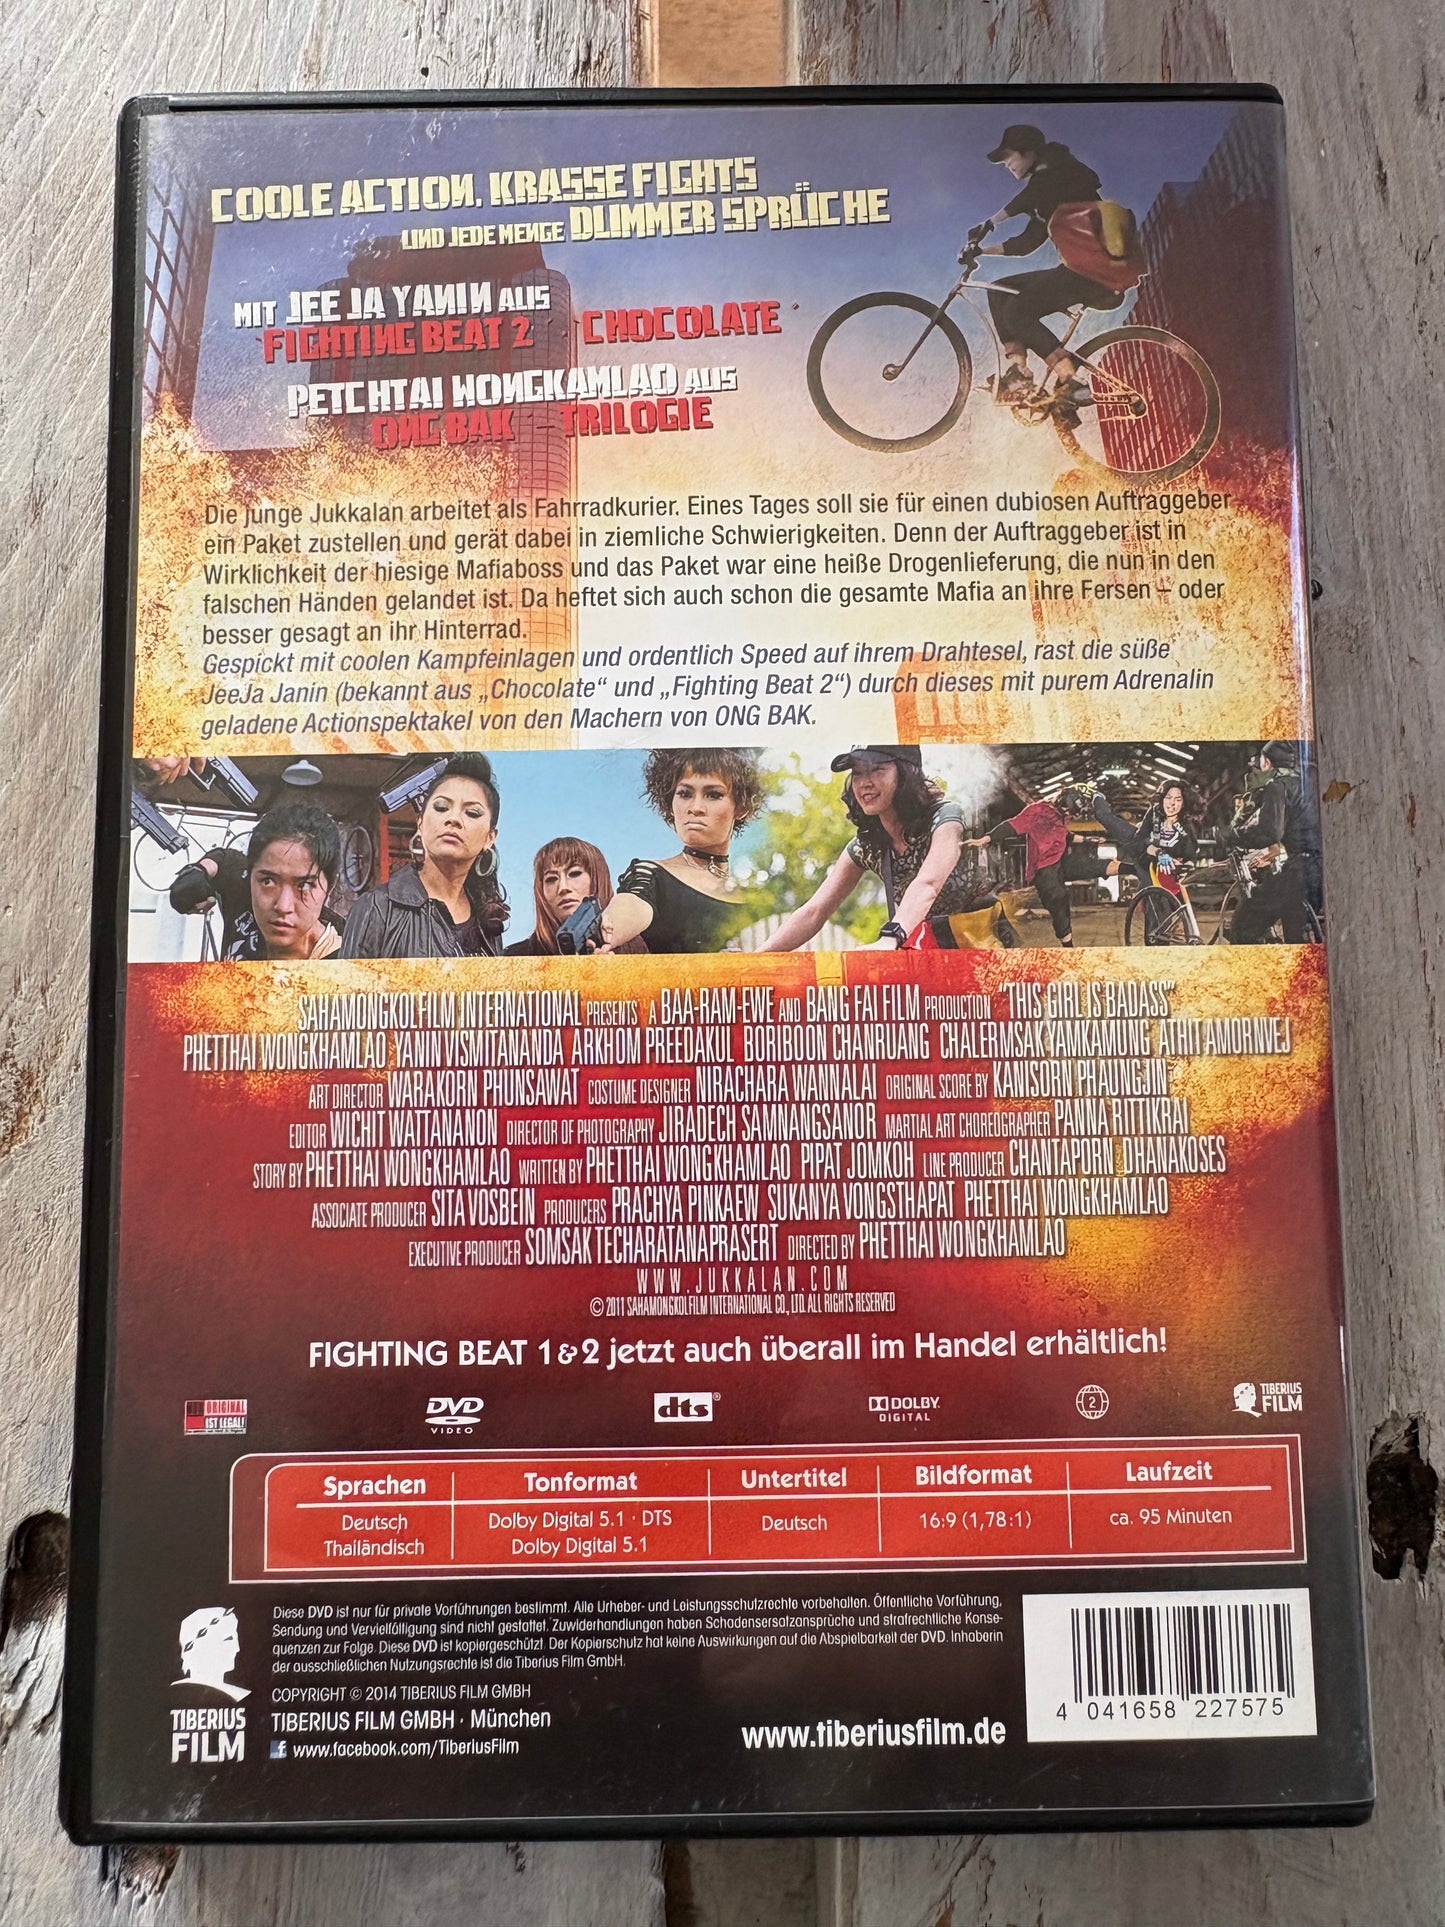 COOLE ACTION, KRASSE FIGHTS
UND JEDE MENGE DUMMER SPRÜCHE
MIT JEE JA YANIN AUS
FIGHTING BEAT 2 · CHOCOLATE
PETCHTAI WONGKAMLAO AUS
ONG BAK - TRILOGIE
Die junge Jukkalan arbeitet als Fahrradkurier. Eines Tages soll sie für einen dubiosen Auftraggeber
ein Paket zustellen und gerät dabei in ziemliche Schwierigkeiten. Denn der Auftraggeber ist in
Wirklichkeit der hiesige Mafiaboss und das Paket war eine heiße Drogenlieferung, die nun in den
falschen Händen gelandet ist. Da heftet sich auch schon die gesamte Mafia an ihre Fersen – oder
besser gesagt an ihr Hinterrad.
Gespickt mit coolen Kampfeinlagen und ordentlich Speed auf ihrem Drahtesel, rast die süße
JeeJa Janin (bekannt aus „Chocolate“ und „Fighting Beat 2“) durch dieses mit purem Adrenalin
geladene Actionspektakel von den Machern von ONG BAK.
SAHAMONGKOLFILM INTERNATIONAL PRESENTS A BAA-RAM-EWE AND BANG FAI FILM PRODUCTION "THIS GIRL IS BADASS"
PHETTHAI WONGKHAMLAO YANIN VISMITANANDA ARKHOM PREEDAKUL BORIBOON CHANRUANG CHALERMSAK YAMKAMUNG ATHIT AMORNVEJ
ART DIRECTOR WARAKORN PHUNSAWAT COSTUME DESIGNER NIRACHARA WANNALAI ORIGINAL SCORE BY KANISORN PHAUNGJIN
EDITOR WICHIT WATTANANON DIRECTOR OF PHOTOGRAPHY JIRADECH SAMNANGSANOR MARTIAL ART CHOREOGRAPHER PANNA RITTIKRAI
STORY BY PHETTHAI WONGKHAMLAO WRITTEN BY PHETTHAI WONGKHAMLAO PIPAT JOMKOH LINE PRODUCER CHANTAPORN DHANAKOSES
ASSOCIATE PRODUCER SITA VOSBEIN PRODUCERS PRACHYA PINKAEW SUKANYA VONGSTHAPAT PHETTHAI WONGKHAMLAO
EXECUTIVE PRODUCER SOMSAK TECHARATANAPRASERT DIRECTED BY PHETTHAI WONGKHAMLAO
WWW.JUKKALAN.COM
© 2011 SAHAMONGKOLFILM INTERNATIONAL CO., LTD. ALL RIGHTS RESERVED
FIGHTING BEAT 1 & 2 jetzt auch überall im Handel erhältlich!
ORIGINAL
IST LEGAL!
DVD
VIDEO
dts®
DOLBY
DIGITAL
2
TIBERIUS
FILM
Sprachen Tonformat Untertitel Bildformat Laufzeit
Deutsch Dolby Digital 5.1 · DTS Deutsch 16:9 (1,78:1) ca. 95 Minuten
Thailändisch Dolby Digital 5.1
Diese DVD ist nur für private Vorführungen bestimmt. Alle Urheber- und Leistungsschutzrechte vorbehalten. Öffentliche Vorführung,
Sendung und Vervielfältigung sind nicht gestattet. Zuwiderhandlungen haben Schadensersatzansprüche und strafrechtliche Konse-
quenzen zur Folge. Diese DVD ist kopiergeschützt. Der Kopierschutz hat keine Auswirkungen auf die Abspielbarkeit der DVD. Inhaberin
der ausschließlichen Nutzungsrechte ist die Tiberius Film GmbH.
COPYRIGHT © 2014 TIBERIUS FILM GMBH
TIBERIUS FILM GMBH · München
f www.facebook.com/TiberiusFilm
TIBERIUS
FILM
www.tiberiusfilm.de
4 041658 227575